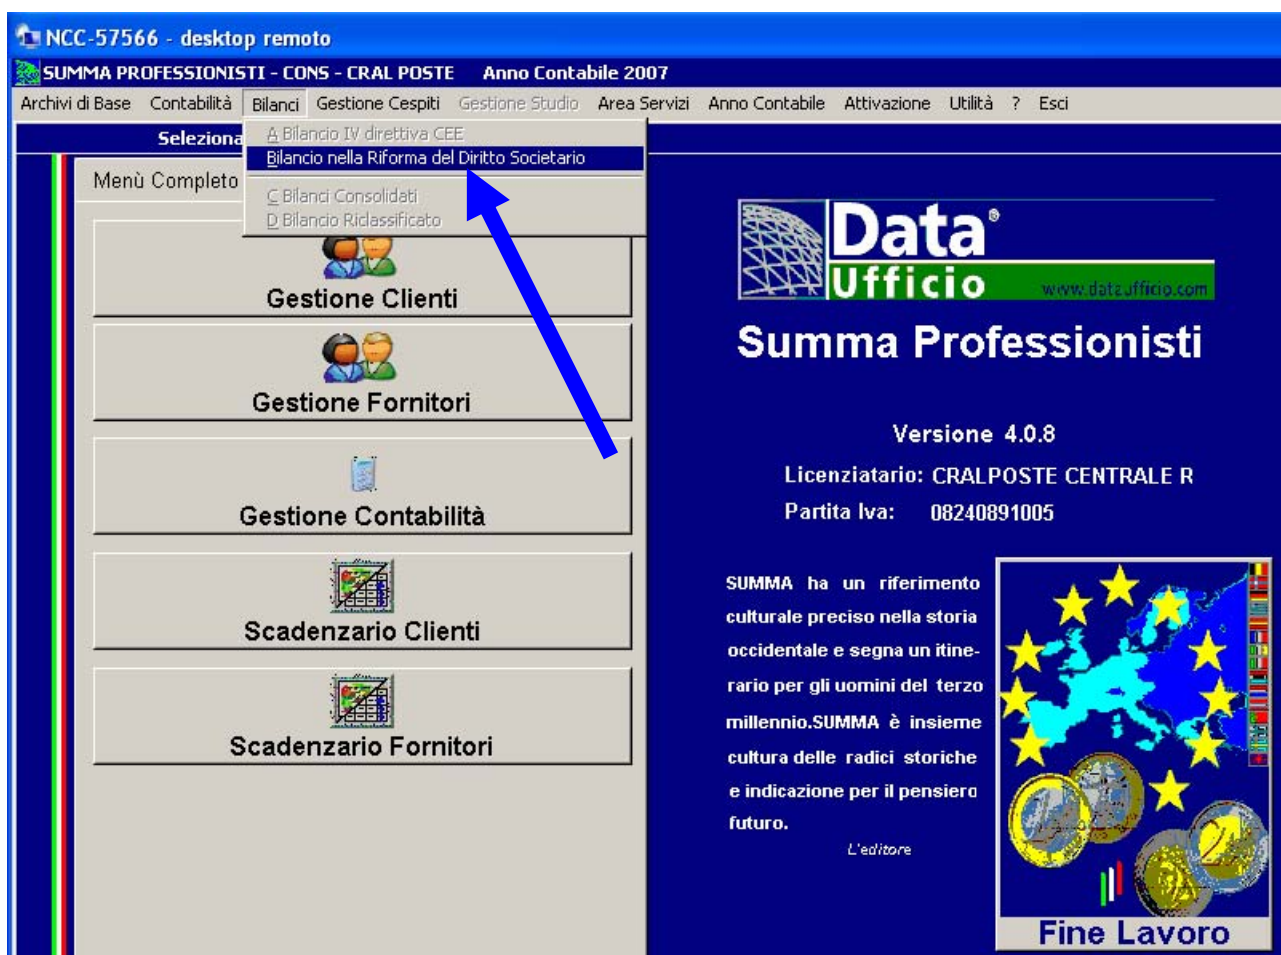 NCC-57566 - desktop remoto
SUMMA PROFESSIONISTI - CONS - CRAL POSTE Anno Contabile 2007
Archivi di Base Contabilità Bilanci Gestione Cespiti Gestione Studio Area Servizi Anno Contabile Attivazione Utilità ? Esci
Seleziona
A Bilancio IV direttiva CEE
Bilancio nella Riforma del Diritto Societario
C Bilanci Consolidati
D Bilancio Riclassificato
Menù Completo
Gestione Clienti
Gestione Fornitori
Gestione Contabilità
Scadenzario Clienti
Scadenzario Fornitori
Data®
Ufficio
www.dataufficio.com
Summa Professionisti
Versione 4.0.8
Licenziatario: CRALPOSTE CENTRALE R
Partita Iva: 08240891005
SUMMA ha un riferimento
culturale preciso nella storia
occidentale e segna un itine-
rario per gli uomini del terzo
millennio.SUMMA è insieme
cultura delle radici storiche
e indicazione per il pensiero
futuro.
L'editore
Fine Lavoro